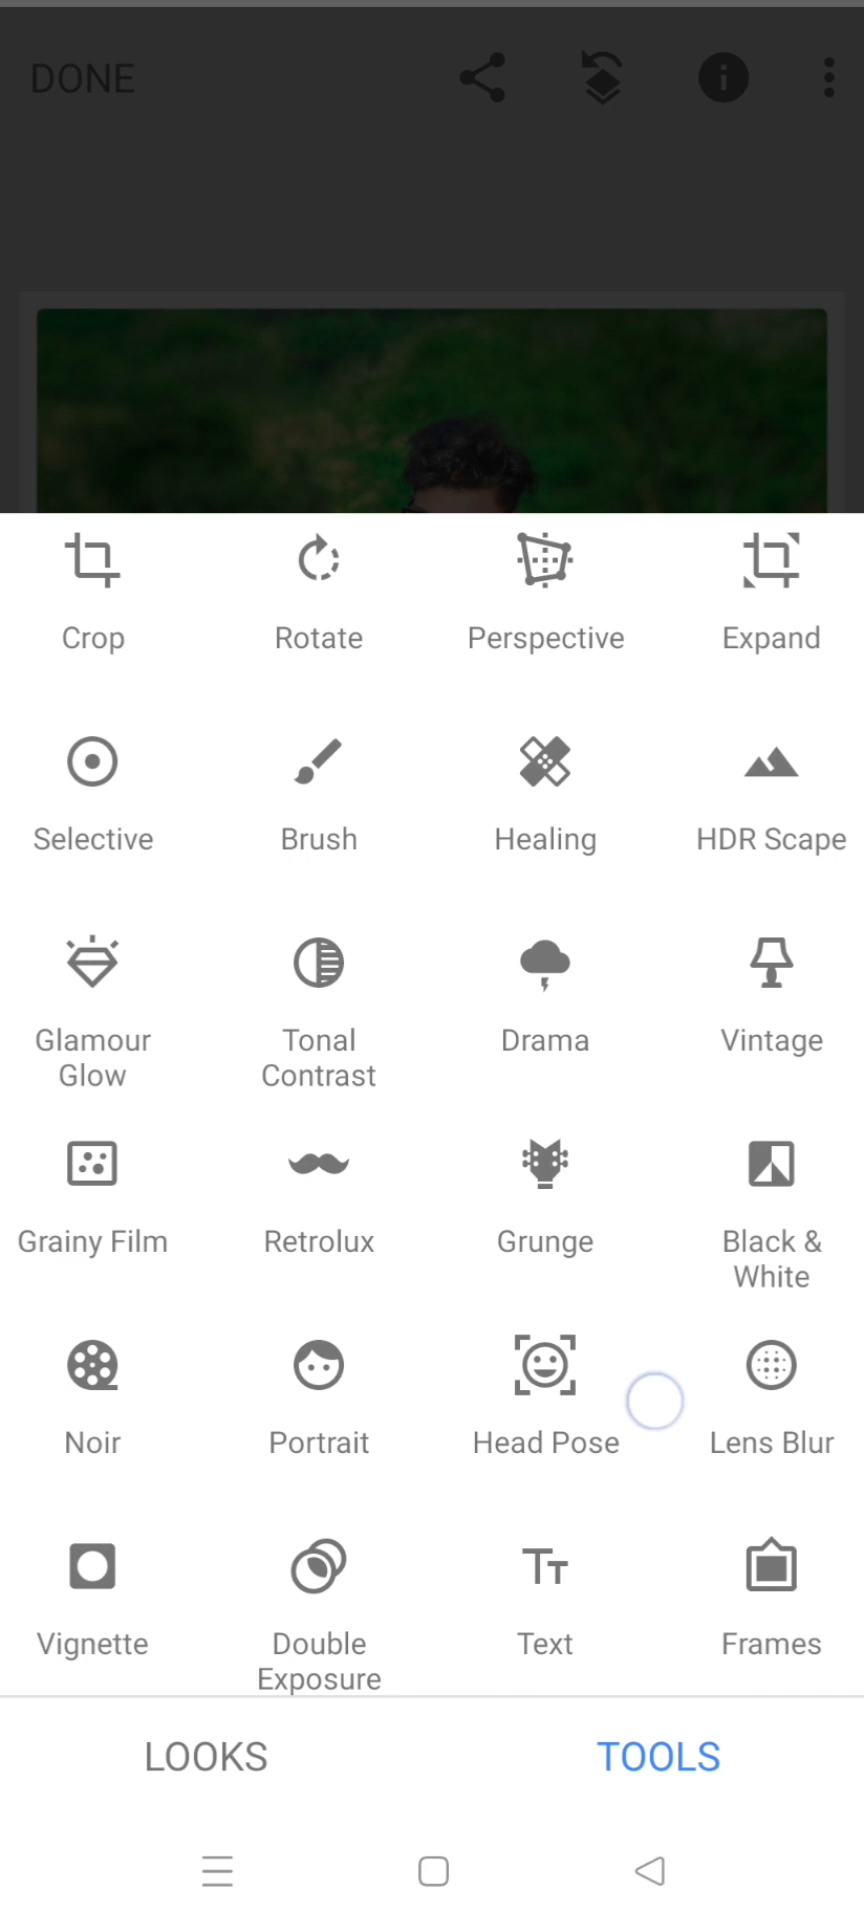 DONE
Crop
Rotate
Perspective
Expand
Selective
Brush
Healing
HDR Scape
Glamour
Glow
Tonal
Contrast
Drama
Vintage
Grainy Film
Retrolux
Grunge
Black &
White
Noir
Portrait
Head Pose
Lens Blur
Vignette
Double
Exposure
Text
Frames
LOOKS
TOOLS